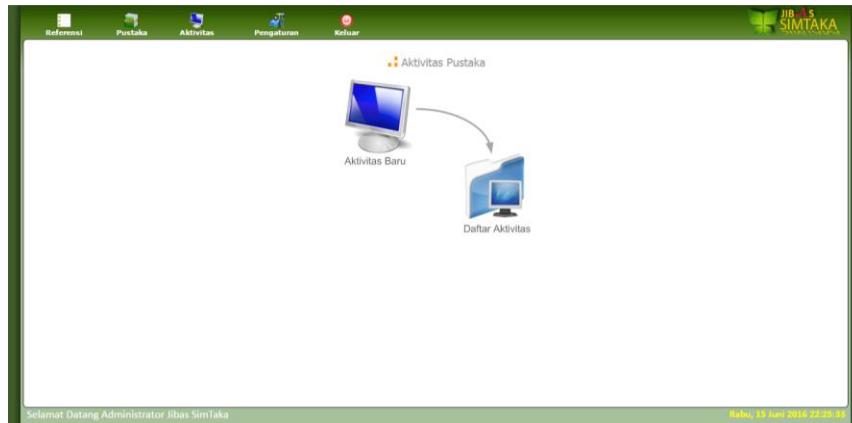 Referensi Pustaka Aktivitas Pengaturan Keluar
JIBAS
SIMTAKA
Aktivitas Pustaka
Aktivitas Baru
Daftar Aktivitas
Selamat Datang Administrator Jibas SimTaka Rabu, 15 Juni 2016 22:25:33